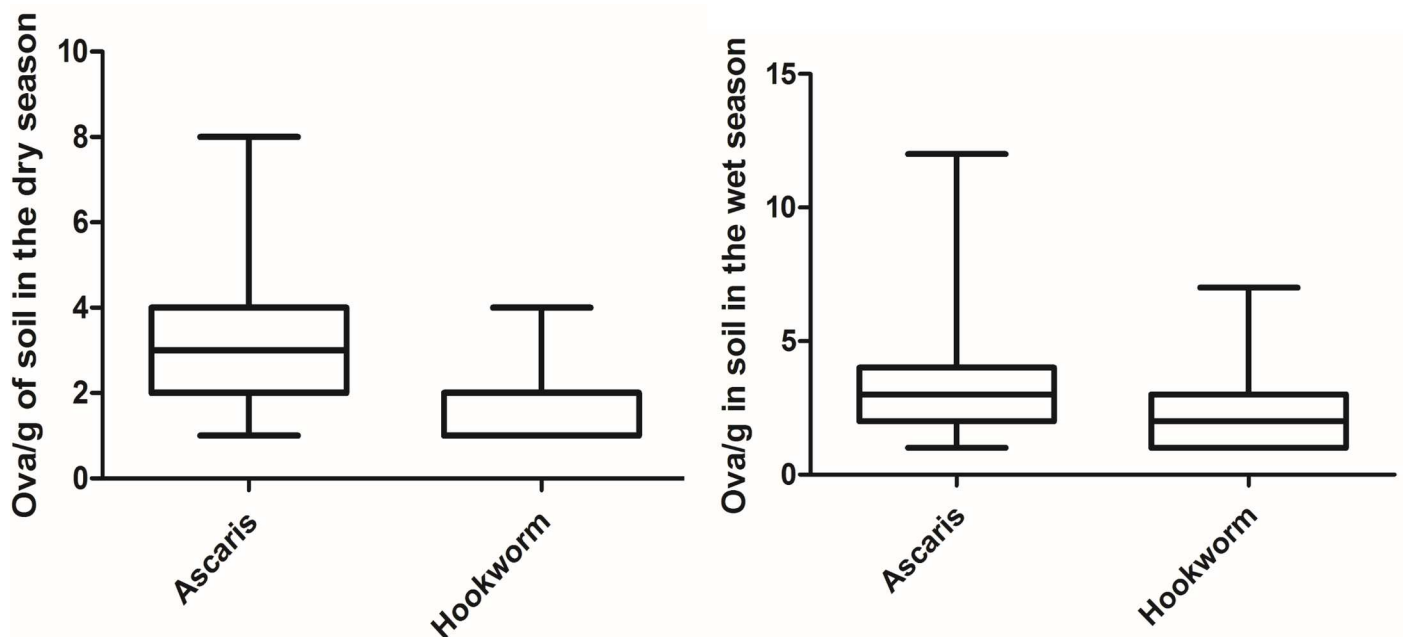 Ova/g of soil in the dry season
10
8
6
4
2
0
Ascaris
Hookworm
Ova/g in soil in the wet season
15
10
5
0
Ascaris
Hookworm